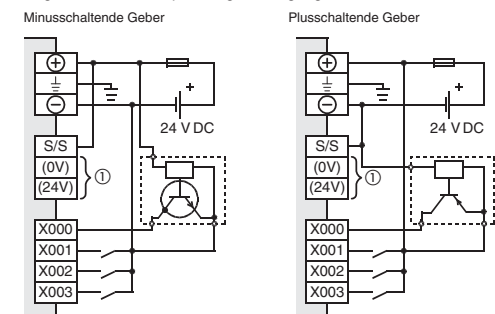 Minusschaltende Geber
Plusschaltende Geber
+
−
S/S
(0V)
(24V)
①
X000
X001
X002
X003
+
24 V DC
+
−
S/S
(0V)
(24V)
①
X000
X001
X002
X003
+
24 V DC